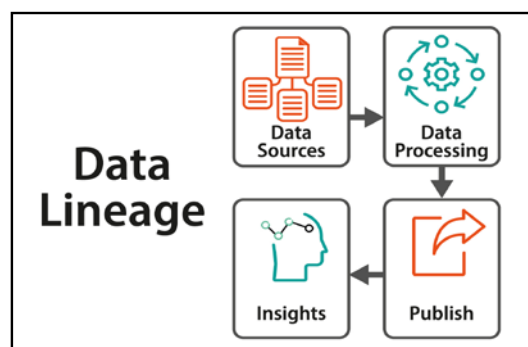 Data
Lineage
Data
Sources
Data
Processing
Insights
Publish